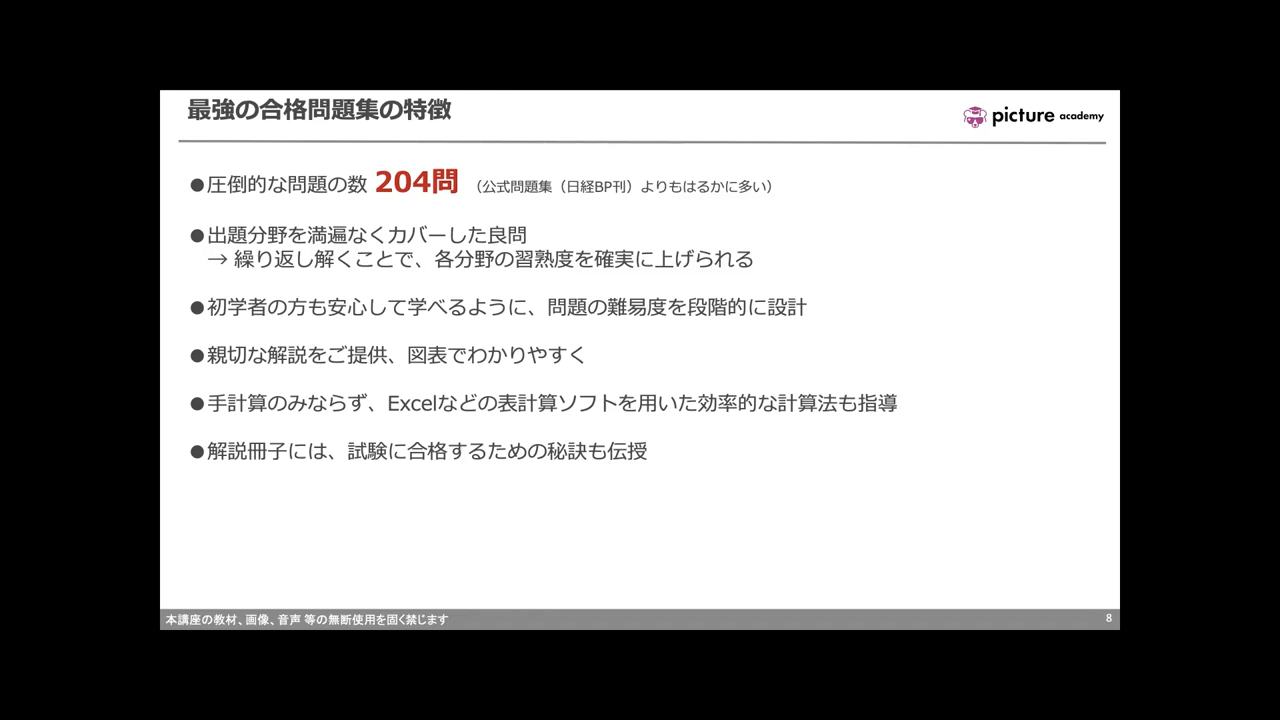 最強の合格問題集の特徴
picture academy
●圧倒的な問題の数 204問 （公式問題集（日経BP刊）よりもはるかに多い）
●出題分野を満遍なくカバーした良問
→ 繰り返し解くことで、各分野の習熟度を確実に上げられる
●初学者の方も安心して学べるように、問題の難易度を段階的に設計
●親切な解説をご提供、図表でわかりやすく
●手計算のみならず、Excelなどの表計算ソフトを用いた効率的な計算法も指導
●解説冊子には、試験に合格するための秘訣も伝授
本講座の教材、画像、音声 等の無断使用を固く禁じます
8